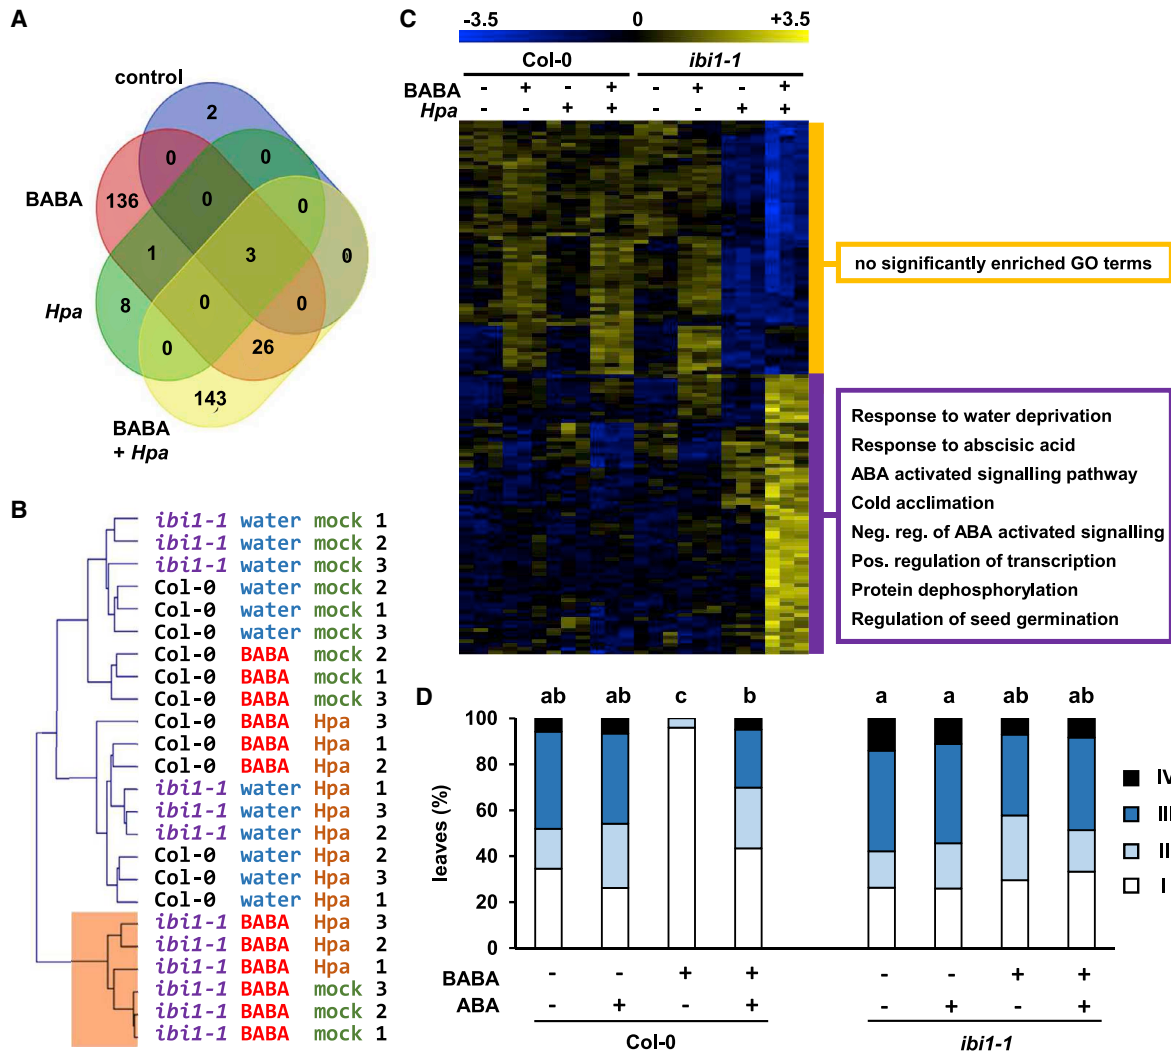 A
control
2
0
0
BABA
136
0
0
1
3
0
Hpa
8
0
0
0
26
143
BABA
+ Hpa
B
ibi1-1 water mock 1
ibi1-1 water mock 2
ibi1-1 water mock 3
Col-0 water mock 2
Col-0 water mock 1
Col-0 water mock 3
Col-0 BABA mock 2
Col-0 BABA mock 1
Col-0 BABA mock 3
Col-0 BABA Hpa 3
Col-0 BABA Hpa 1
Col-0 BABA Hpa 2
ibi1-1 water Hpa 1
ibi1-1 water Hpa 3
ibi1-1 water Hpa 2
Col-0 water Hpa 2
Col-0 water Hpa 3
Col-0 water Hpa 1
ibi1-1 BABA Hpa 3
ibi1-1 BABA Hpa 2
ibi1-1 BABA Hpa 1
ibi1-1 BABA mock 3
ibi1-1 BABA mock 2
ibi1-1 BABA mock 1
C
-3.5 0 +3.5
Col-0 ibi1-1
BABA - + - + - + - +
Hpa - - + + - - + +
no significantly enriched GO terms
Response to water deprivation
Response to abscisic acid
ABA activated signalling pathway
Cold acclimation
Neg. reg. of ABA activated signalling
Pos. regulation of transcription
Protein dephosphorylation
Regulation of seed germination
D
ab ab c b a a ab ab
100
80
60
40
20
0
leaves (%)
IV
III
II
I
BABA - - + + - - + +
ABA - + - + - + - +
Col-0 ibi1-1